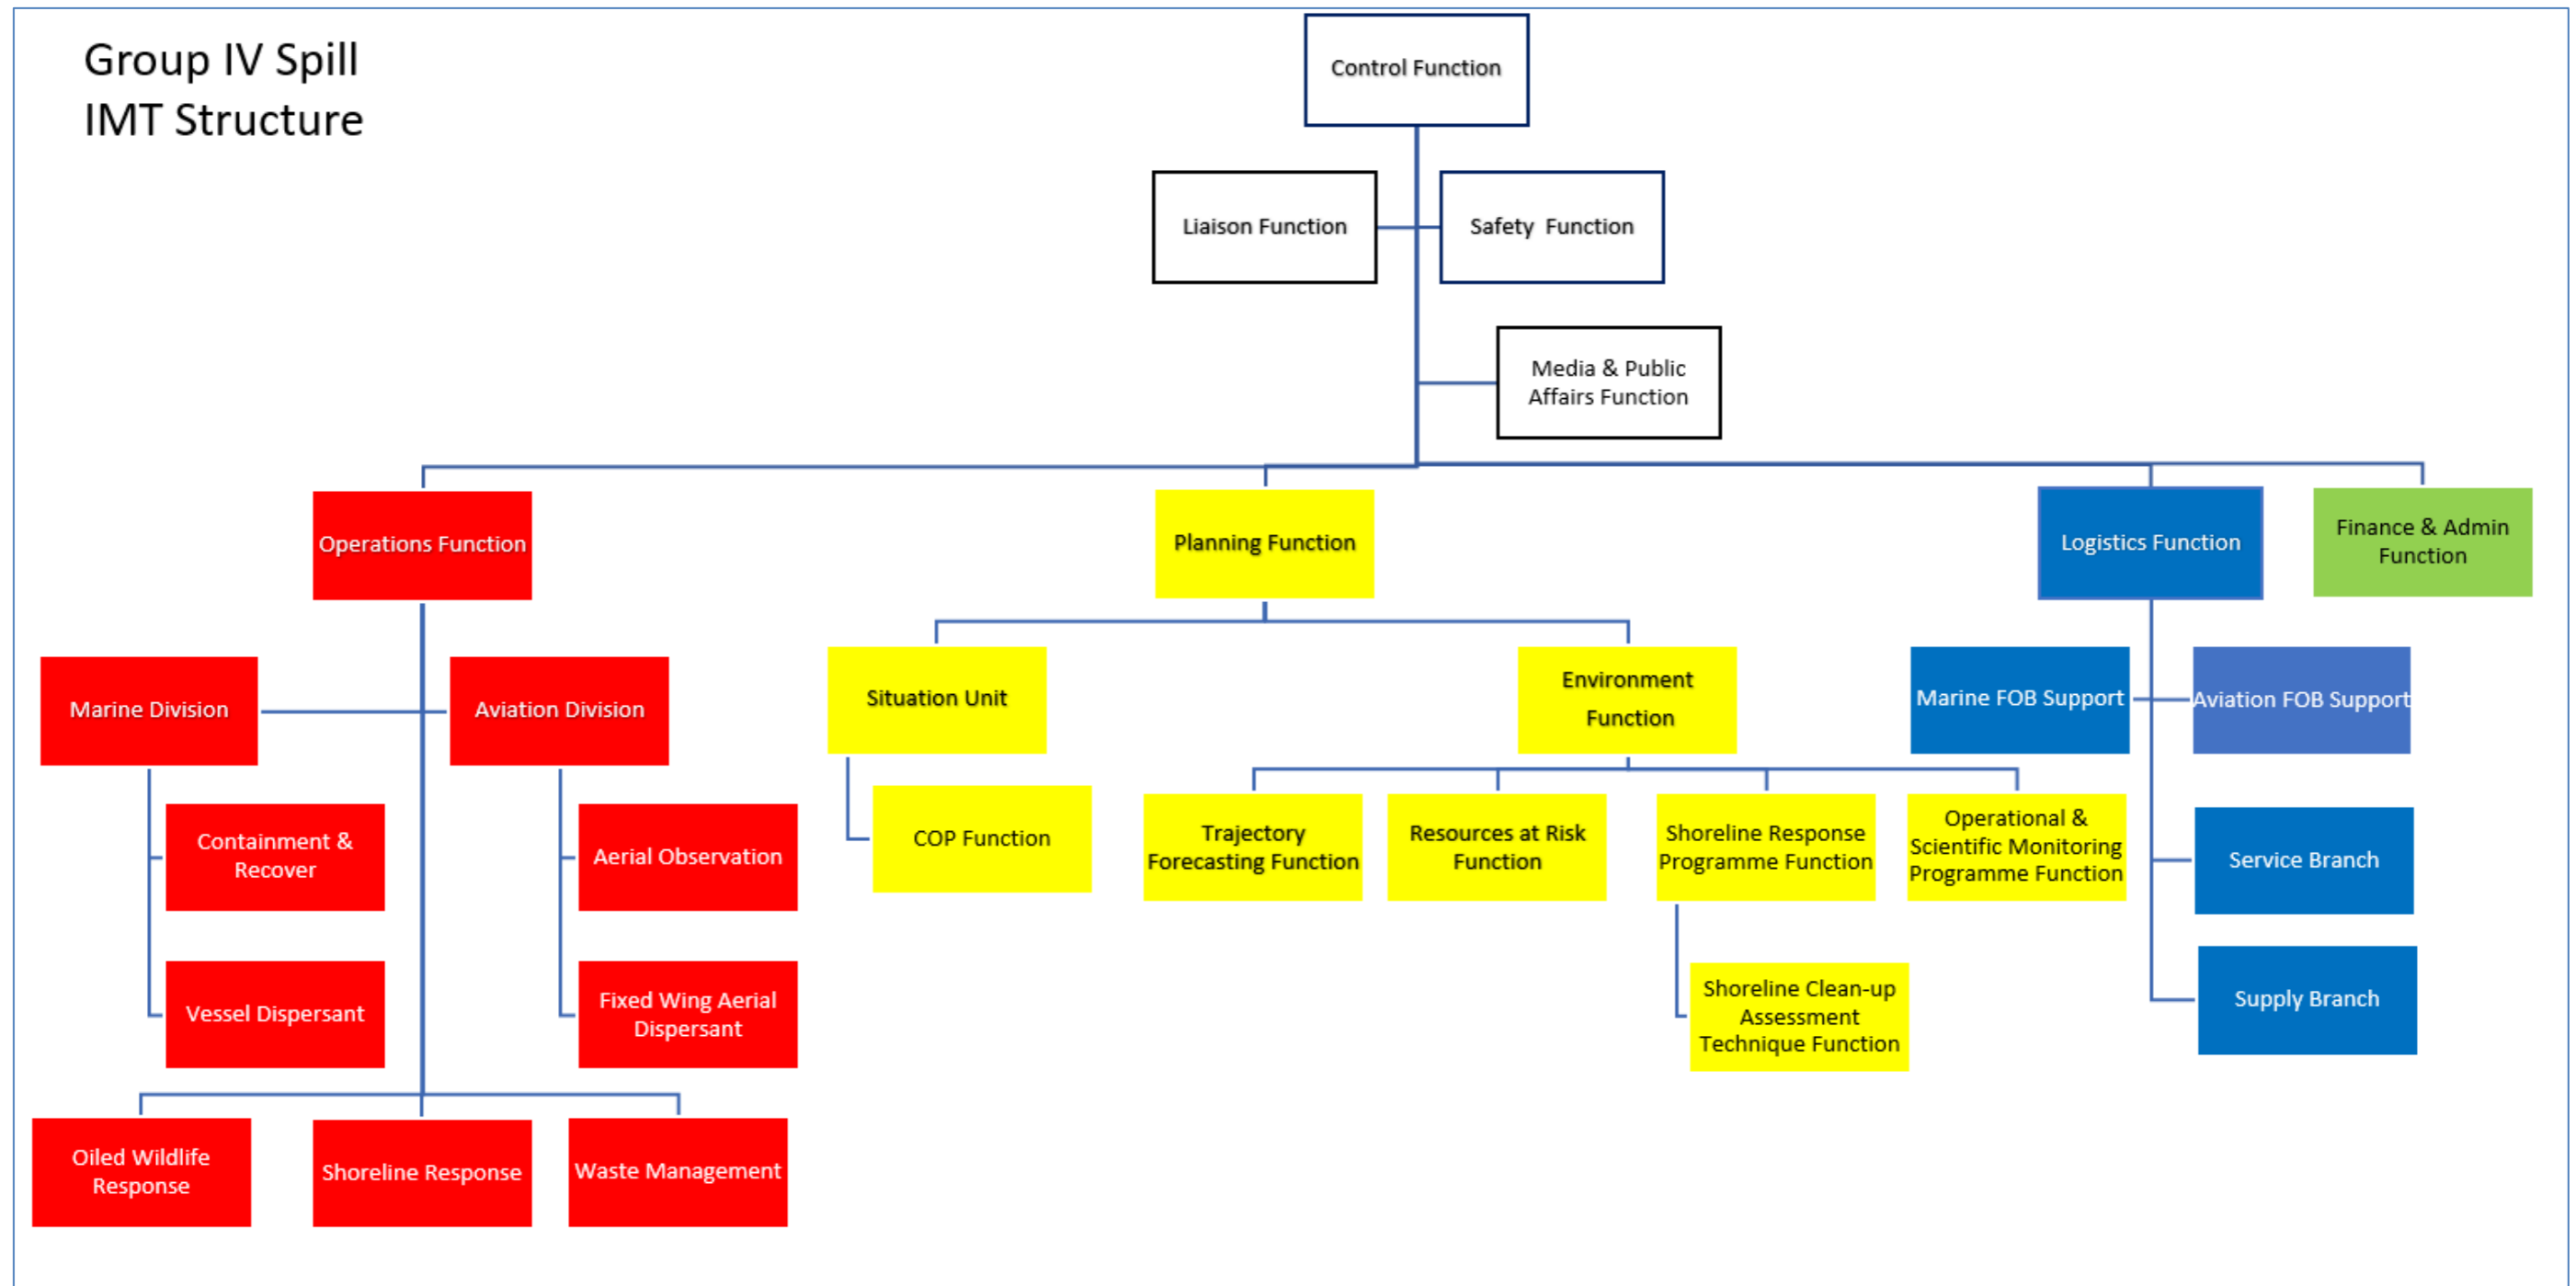 Group IV Spill
IMT Structure
Control Function
Liaison Function
Safety Function
Media & Public
Affairs Function
Operations Function
Planning Function
Logistics Function
Finance & Admin
Function
Marine Division
Aviation Division
Situation Unit
Environment
Function
Marine FOB Support
Aviation FOB Support
Containment &
Recover
Aerial Observation
COP Function
Trajectory
Forecasting Function
Resources at Risk
Function
Shoreline Response
Programme Function
Operational &
Scientific Monitoring
Programme Function
Service Branch
Vessel Dispersant
Fixed Wing Aerial
Dispersant
Shoreline Clean-up
Assessment
Technique Function
Supply Branch
Oiled Wildlife
Response
Shoreline Response
Waste Management